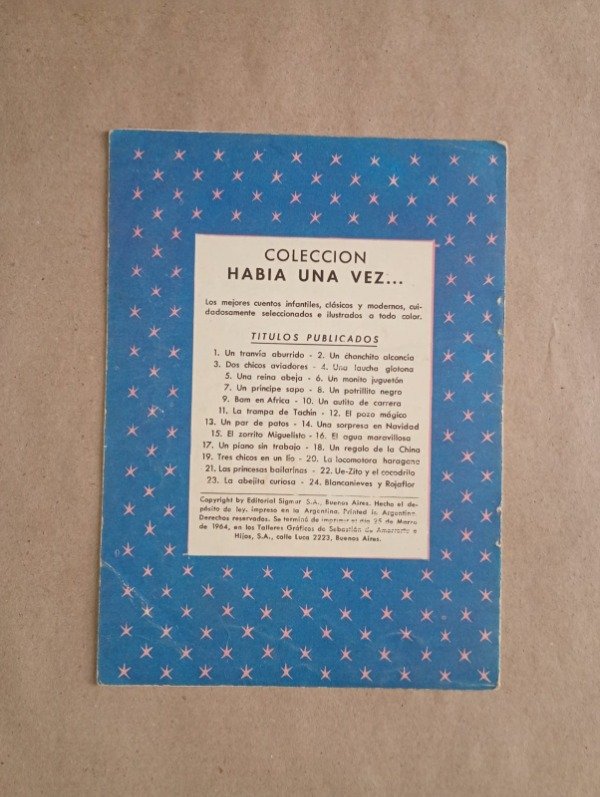 COLECCION
HABIA UNA VEZ...
Los mejores cuentos infantiles, clásicos y modernos, cui-
dadosamente seleccionados e ilustrados a todo color.
TITULOS PUBLICADOS
1. Un tranvía aburrido - 2. Un chanchito alcancía
3. Dos chicos aviadores - 4. Una laucha glotona
5. Una reina abeja - 6. Un monito juguetón
7. Un príncipe sapo - 8. Un potrillito negro
9. Bam en Africa - 10. Un autito de carrera
11. La trampa de Tachín - 12. El pozo mágico
13. Un par de patos - 14. Una sorpresa en Navidad
15. El zorrito Miguelito - 16. El agua maravillosa
17. Un piano sin trabajo - 18. Un regalo de la China
19. Tres chicos en un lío - 20. La locomotora haragana
21. Las princesas bailarinas - 22. Ue-Zito y el cocodrilo
23. La abejita curiosa - 24. Blancanieves y Rojaflor
Copyright by Editorial Sigmar S.A., Buenos Aires. Hecho el de-
pósito de ley. Impreso en la Argentina. Printed in Argentine.
Derechos reservados. Se terminó de imprimir el día 25 de Marzo
de 1964, en los Talleres Gráficos de Sebastián de Amorrortu e
Hijos, S.A., calle Luca 2223, Buenos Aires.